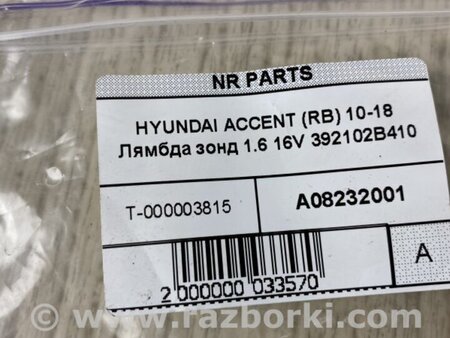 NR PARTS
HYUNDAI ACCENT (RB) 10-18
Лямбда зонд 1.6 16V 392102B410
T-000003815
A08232001
A
2 000000 033570
www.razborki.com